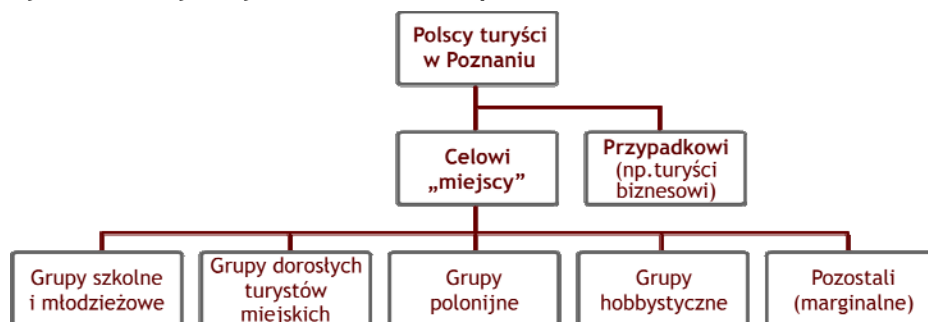 Polscy turyści
w Poznaniu
Celowi
„miejscy”
Przypadkowi
(np.turyści
biznesowi)
Grupy szkolne
i młodzieżowe
Grupy dorosłych
turystów
miejskich
Grupy
polonijne
Grupy
hobbystyczne
Pozostali
(marginalne)